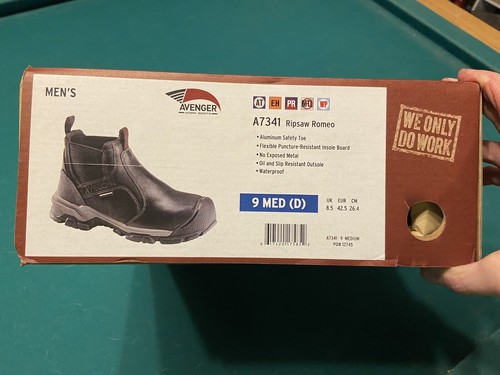 MEN'S
AVENGER
AT EH PR WP
A7341 Ripsaw Romeo
• Aluminum Safety Toe
• Flexible Puncture-Resistant Insole Board
• No Exposed Metal
• Oil and Slip Resistant Outsole
• Waterproof
9 MED (D)
UK EUR CM
8.5 42.5 26.4
A7341 9 MEDIUM
PO# 12745
WE ONLY
DO WORK